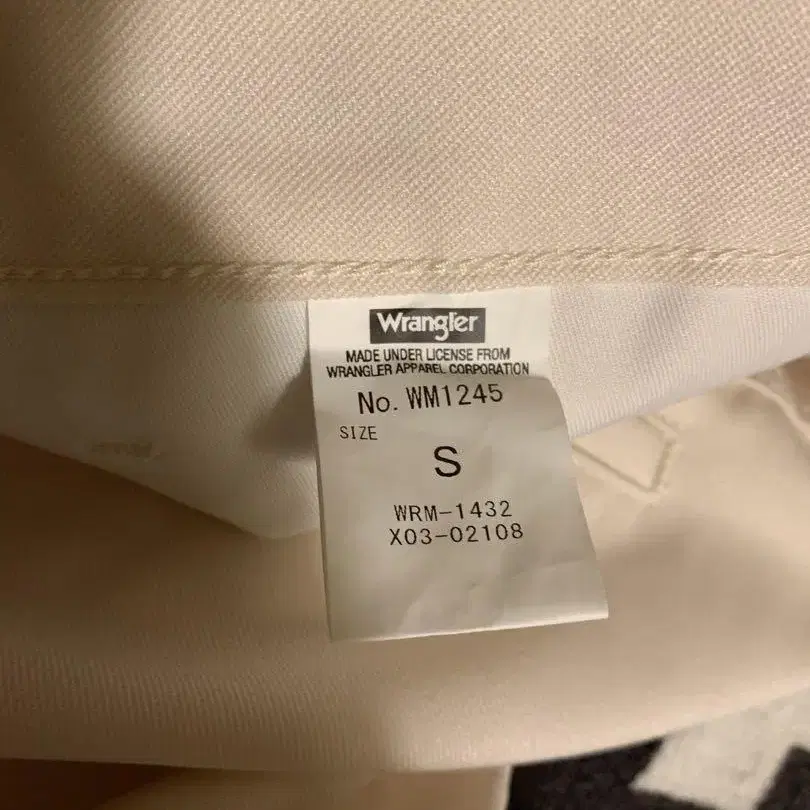 Wrangler
MADE UNDER LICENSE FROM
WRANGLER APPAREL CORPORATION
No. WM1245
SIZE
S
WRM-1432
X03-02108